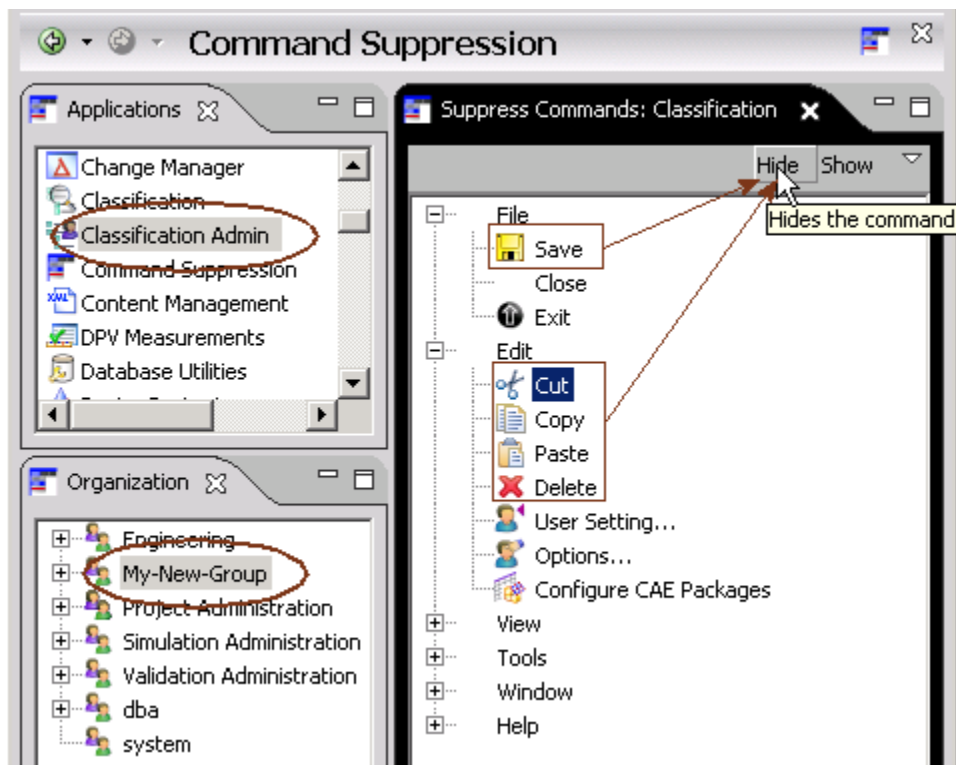 Command Suppression
Applications
Change Manager
Classification
Classification Admin
Command Suppression
Content Management
DPV Measurements
Database Utilities
Organization
Engineering
My-New-Group
Project Administration
Simulation Administration
Validation Administration
dba
system
Suppress Commands: Classification
Hide Show
Hides the command
File
Save
Close
Exit
Edit
Cut
Copy
Paste
Delete
User Setting...
Options...
Configure CAE Packages
View
Tools
Window
Help